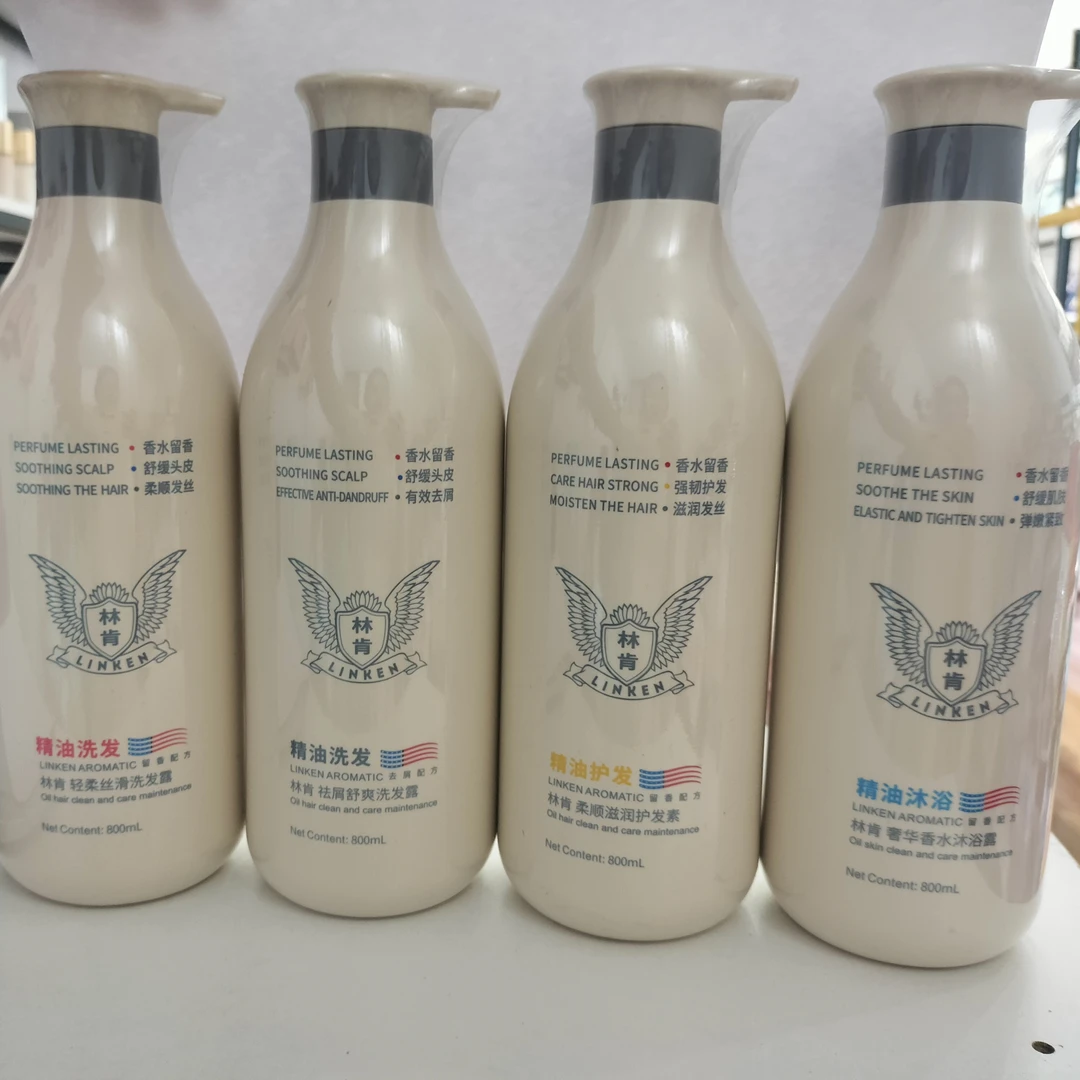 PERFUME LASTING • 香水留香
SOOTHING SCALP • 舒缓头皮
SOOTHING THE HAIR • 柔顺发丝
林肯
LINKEN
精油洗发
LINKEN AROMATIC 留香配方
林肯 轻柔丝滑洗发露
Oil hair clean and care maintenance
Net Content: 800mL
PERFUME LASTING • 香水留香
SOOTHING SCALP • 舒缓头皮
EFFECTIVE ANTI-DANDRUFF • 有效去屑
林肯
LINKEN
精油洗发
LINKEN AROMATIC 去屑配方
林肯 祛屑舒爽洗发露
Oil hair clean and care maintenance
Net Content: 800mL
PERFUME LASTING • 香水留香
CARE HAIR STRONG • 强韧护发
MOISTEN THE HAIR • 滋润发丝
林肯
LINKEN
精油护发
LINKEN AROMATIC 留香配方
林肯 柔顺滋润护发素
Oil hair clean and care maintenance
Net Content: 800mL
PERFUME LASTING • 香水留香
SOOTHE THE SKIN • 舒缓肌肤
ELASTIC AND TIGHTEN SKIN • 弹嫩紧致
林肯
LINKEN
精油沐浴
LINKEN AROMATIC 留香配方
林肯 奢华香水沐浴露
Oil skin clean and care maintenance
Net Content: 800mL